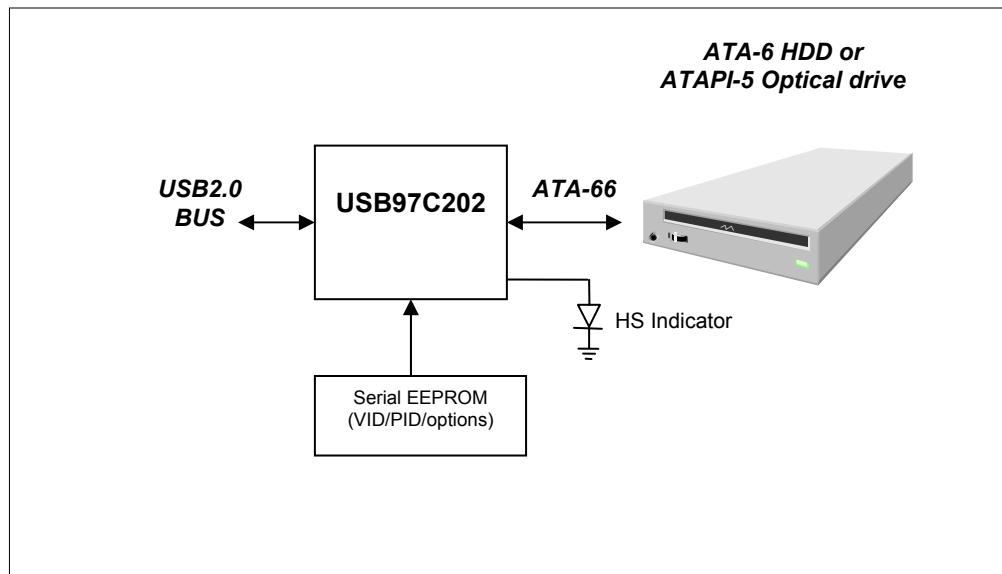 ATA-6 HDD or
ATAPI-5 Optical drive
USB2.0
BUS
USB97C202
ATA-66
HS Indicator
Serial EEPROM
(VID/PID/options)